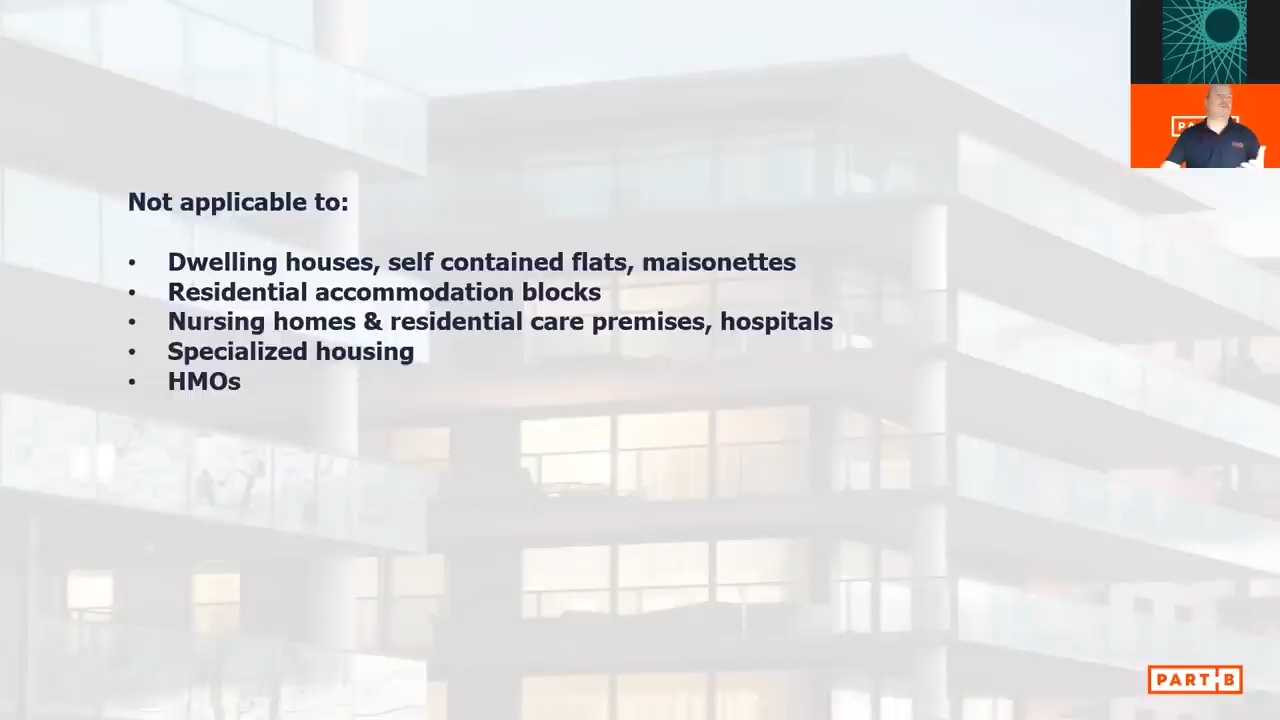 Not applicable to:
• Dwelling houses, self contained flats, maisonettes
• Residential accommodation blocks
• Nursing homes & residential care premises, hospitals
• Specialized housing
• HMOs
PART B